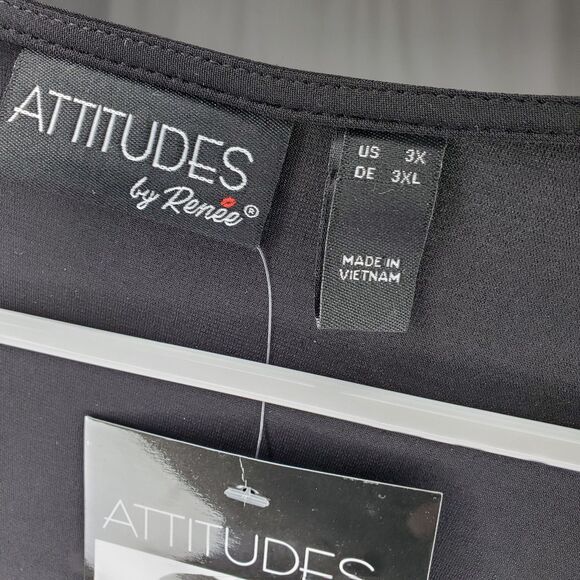 ATTITUDES
by Renée®
US 3X
DE 3XL
MADE IN
VIETNAM
ATTITUDES